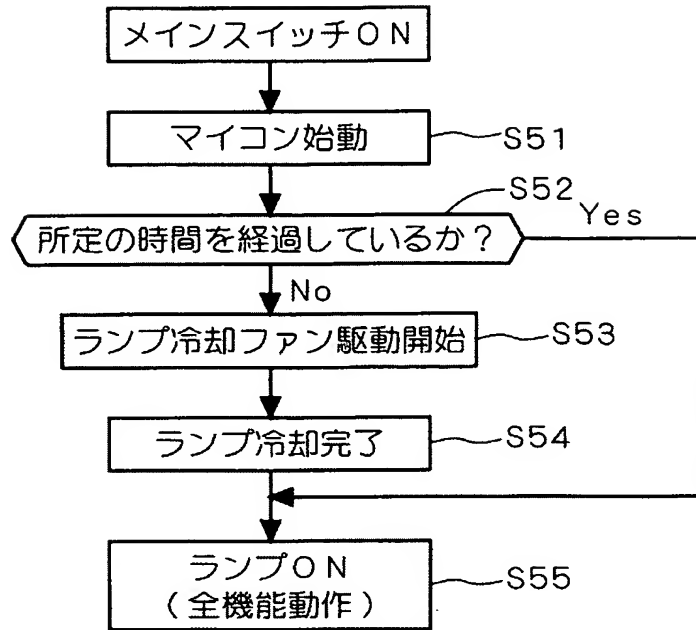 メインスイッチON
マイコン始動
S51
S52
所定の時間を経過しているか?
Yes
No
ランプ冷却ファン駆動開始
S53
ランプ冷却完了
S54
ランプON
(全機能動作)
S55